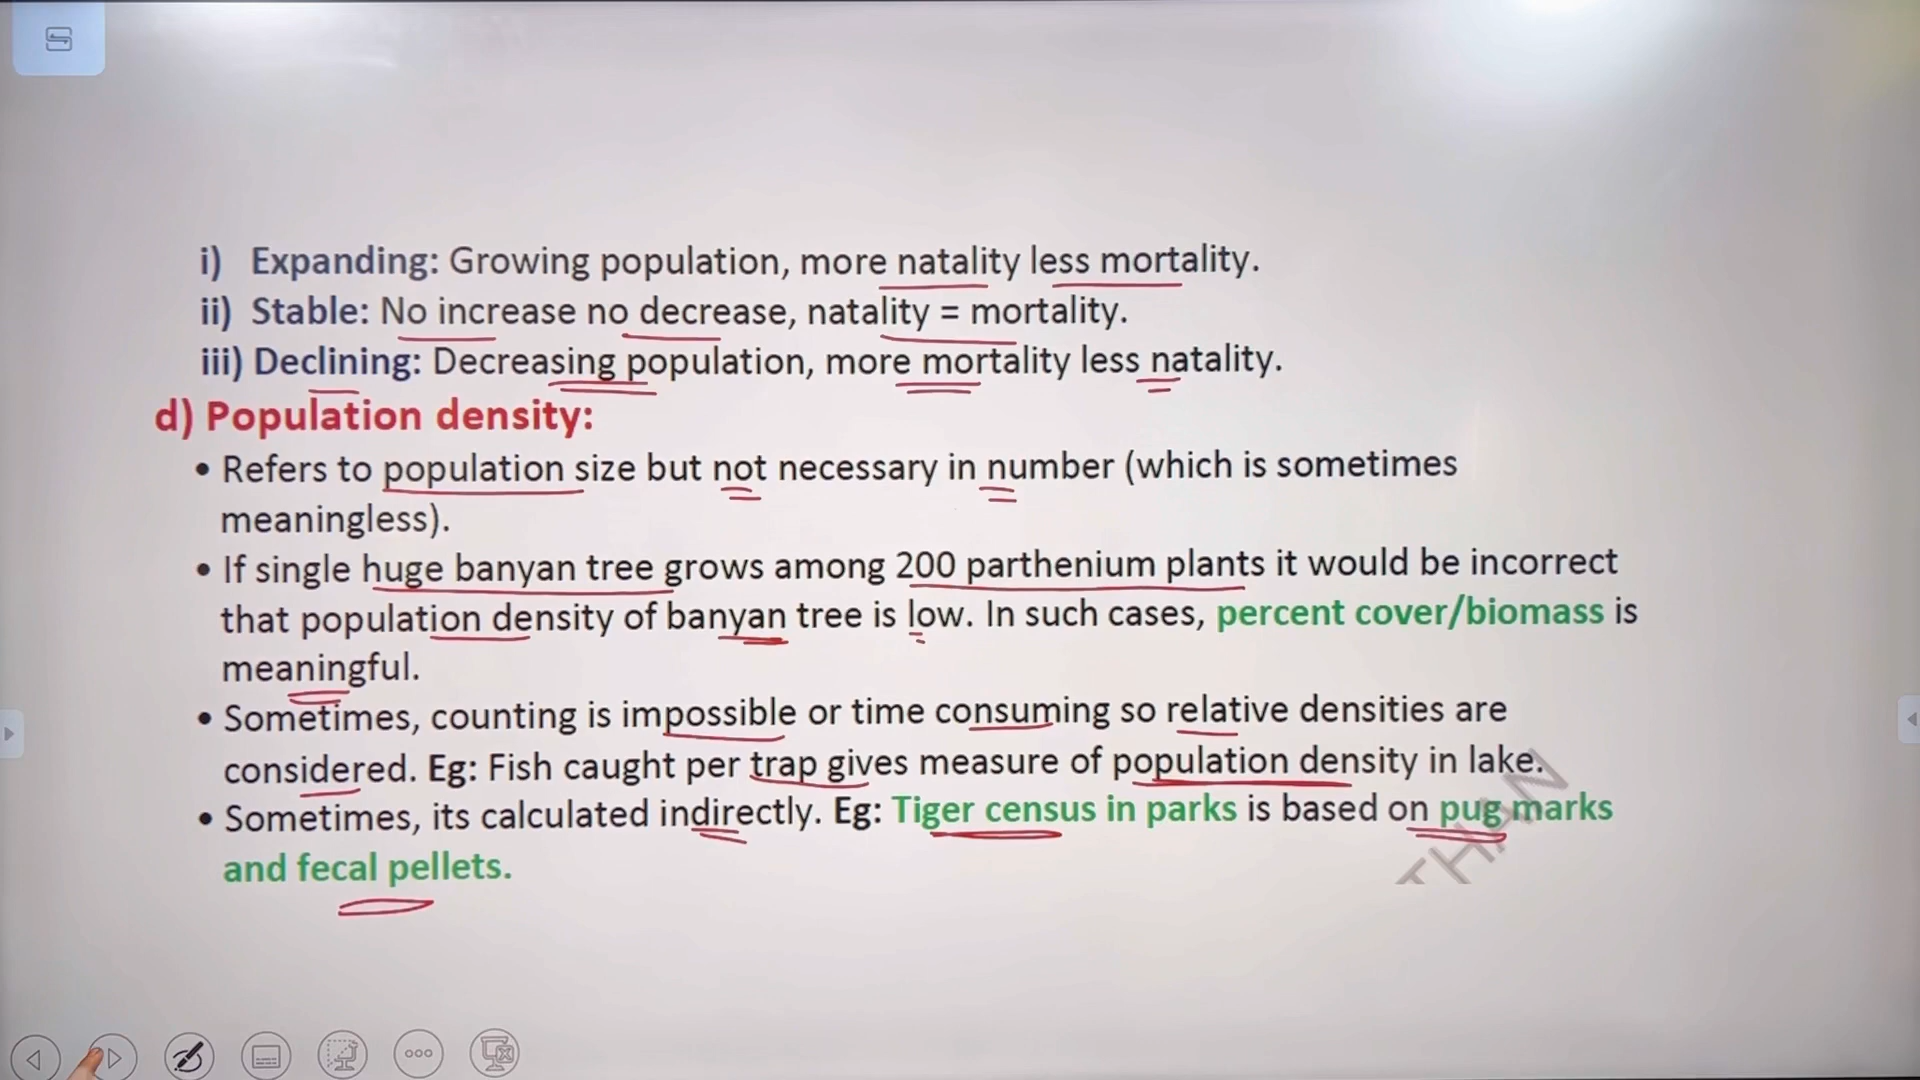 i) Expanding: Growing population, more natality less mortality.
ii) Stable: No increase no decrease, natality = mortality.
iii) Declining: Decreasing population, more mortality less natality.
d) Population density:
• Refers to population size but not necessary in number (which is sometimes
meaningless).
• If single huge banyan tree grows among 200 parthenium plants it would be incorrect
that population density of banyan tree is low. In such cases, percent cover/biomass is
meaningful.
• Sometimes, counting is impossible or time consuming so relative densities are
considered. Eg: Fish caught per trap gives measure of population density in lake.
• Sometimes, its calculated indirectly. Eg: Tiger census in parks is based on pug marks
and fecal pellets.
THAN